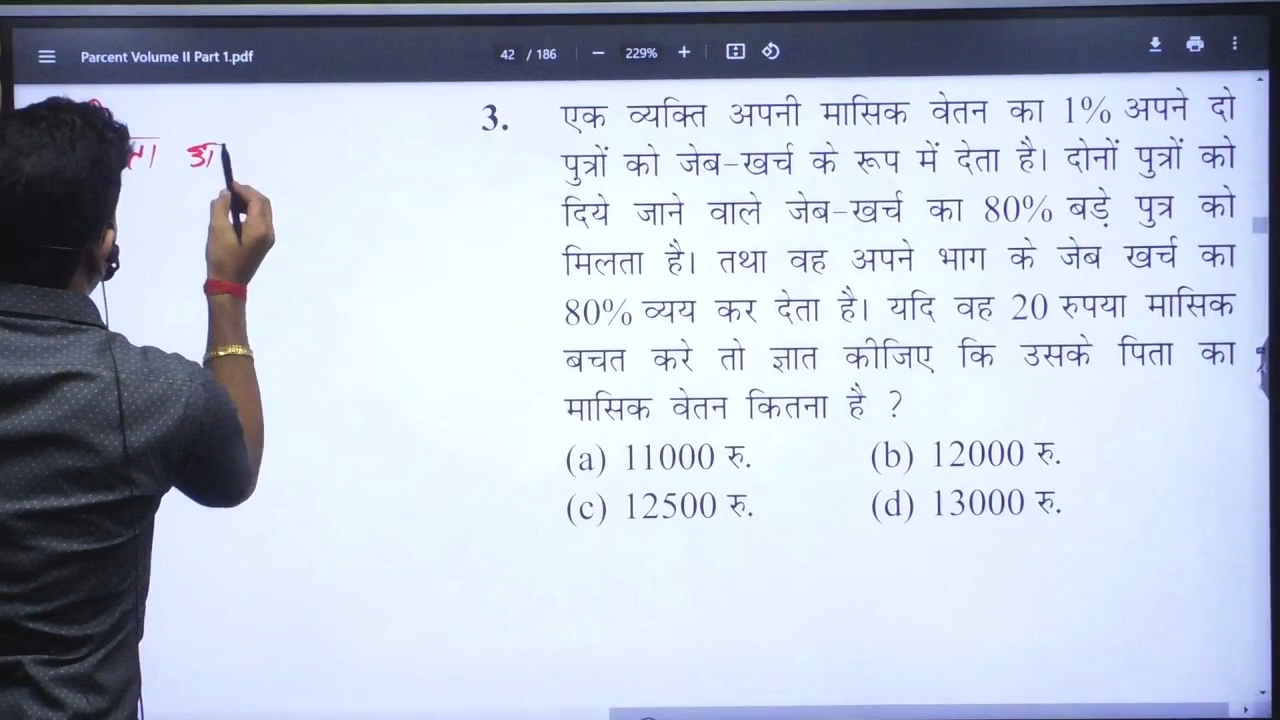 Parcent Volume II Part 1.pdf
42 / 186
229%
3. एक व्यक्ति अपनी मासिक वेतन का 1% अपने दो
पुत्रों को जेब-खर्च के रूप में देता है। दोनों पुत्रों को
दिये जाने वाले जेब-खर्च का 80% बड़े पुत्र को
मिलता है। तथा वह अपने भाग के जेब खर्च का
80% व्यय कर देता है। यदि वह 20 रुपया मासिक
बचत करे तो ज्ञात कीजिए कि उसके पिता का
मासिक वेतन कितना है ?
(a) 11000 रु. (b) 12000 रु.
(c) 12500 रु. (d) 13000 रु.